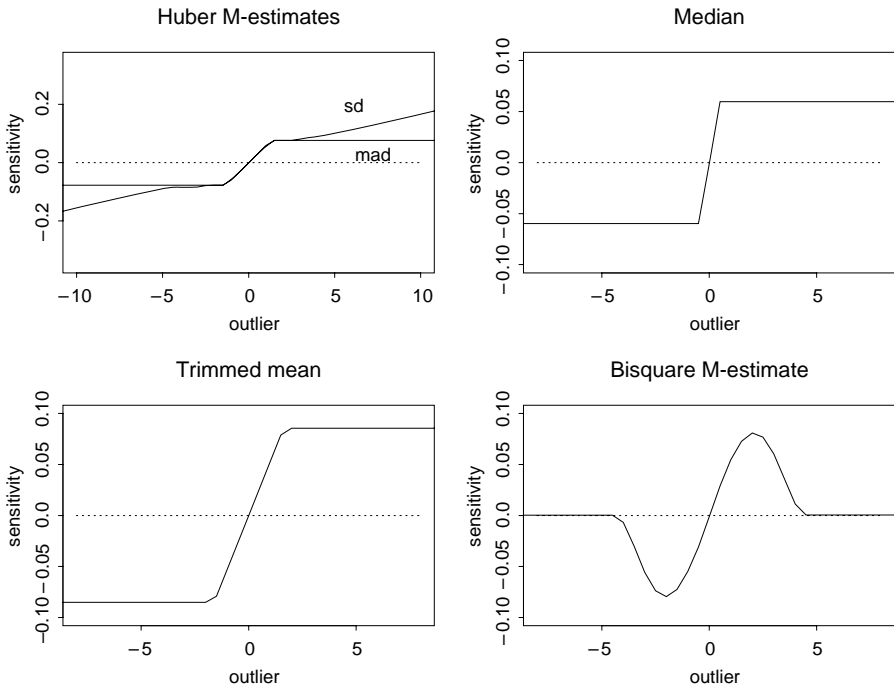 Huber M-estimates
sensitivity
0.2
0.0
−0.2
sd
mad
−10
−5
0
5
10
outlier
Median
sensitivity
0.10
0.05
0.0
−0.05
−0.10
−5
0
5
outlier
Trimmed mean
sensitivity
0.10
0.05
0.0
−0.05
−0.10
−5
0
5
outlier
Bisquare M-estimate
sensitivity
0.10
0.05
0.0
−0.05
−0.10
−5
0
5
outlier